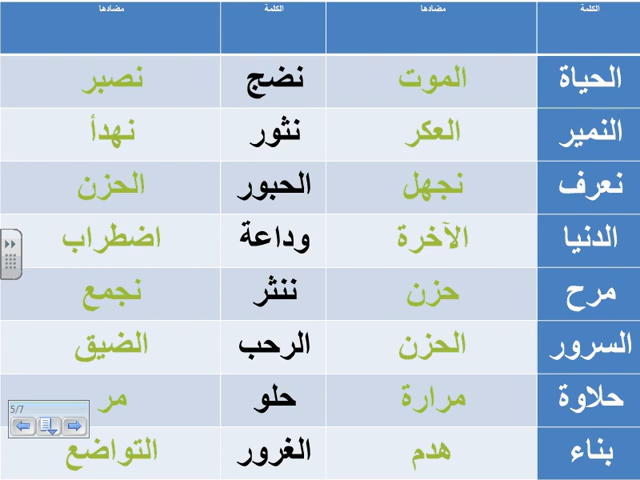 الكلمة مضادها الكلمة مضادها
الحياة الموت نضج نصبر
النمير العكر نثور نهدأ
نعرف نجهل الحبور الحزن
الدنيا الآخرة وداعة اضطراب
مرح حزن ننثر نجمع
السرور الحزن الرحب الضيق
حلاوة مرارة حلو مر
5/7
بناء هدم الغرور التواضع